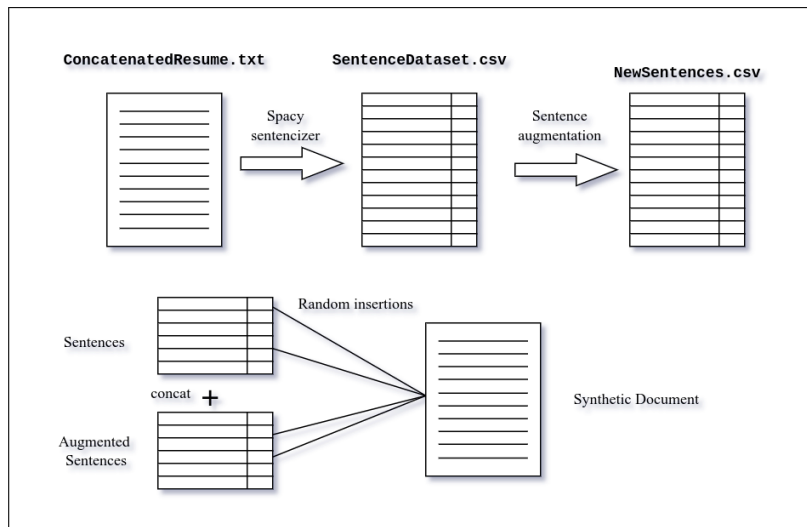 ConcatenatedResume.txt
SentenceDataset.csv
NewSentences.csv
Spacy
sentencizer
Sentence
augmentation
Random insertions
Sentences
concat +
Synthetic Document
Augmented
Sentences